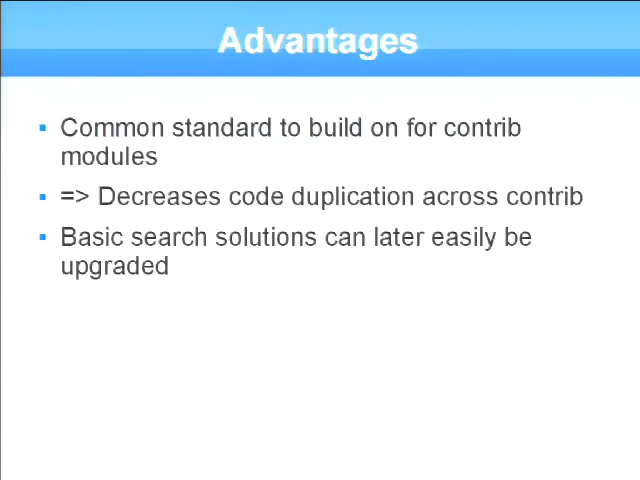 Advantages
Common standard to build on for contrib
modules
=> Decreases code duplication across contrib
Basic search solutions can later easily be
upgraded